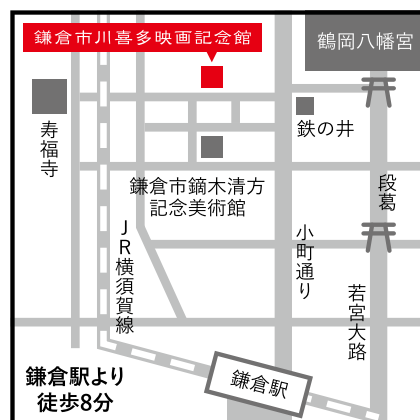 鎌倉市川喜多映画記念館
鶴岡八幡宮
寿福寺
鉄の井
鎌倉市鏑木清方
記念美術館
段葛
JR横須賀線
小町通り
若宮大路
鎌倉駅
鎌倉駅より
徒歩8分